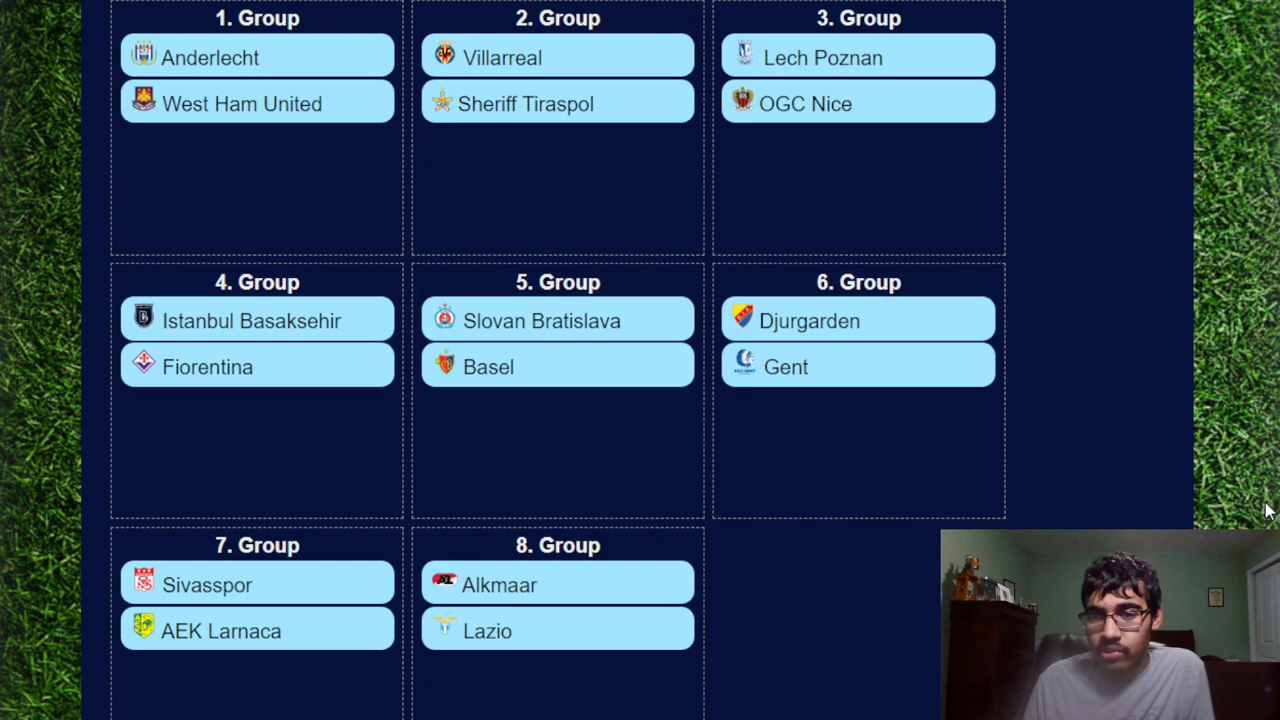 1. Group
Anderlecht
West Ham United
2. Group
Villarreal
Sheriff Tiraspol
3. Group
Lech Poznan
OGC Nice
4. Group
Istanbul Basaksehir
Fiorentina
5. Group
Slovan Bratislava
Basel
6. Group
Djurgarden
Gent
7. Group
Sivasspor
AEK Larnaca
8. Group
AZ Alkmaar
Lazio